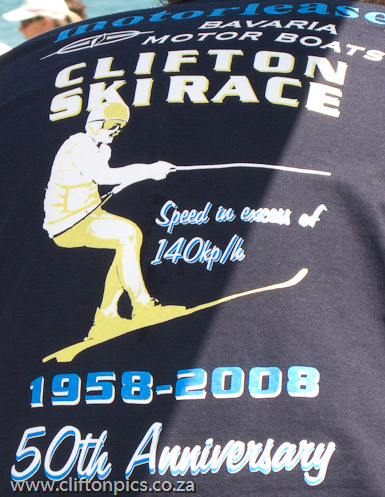 motorlease
BAVARIA
MOTOR BOATS
CLIFTON
SKI RACE
Speed in excess of
140kp/h
1958-2008
50th Anniversary
www.cliftonpics.co.za